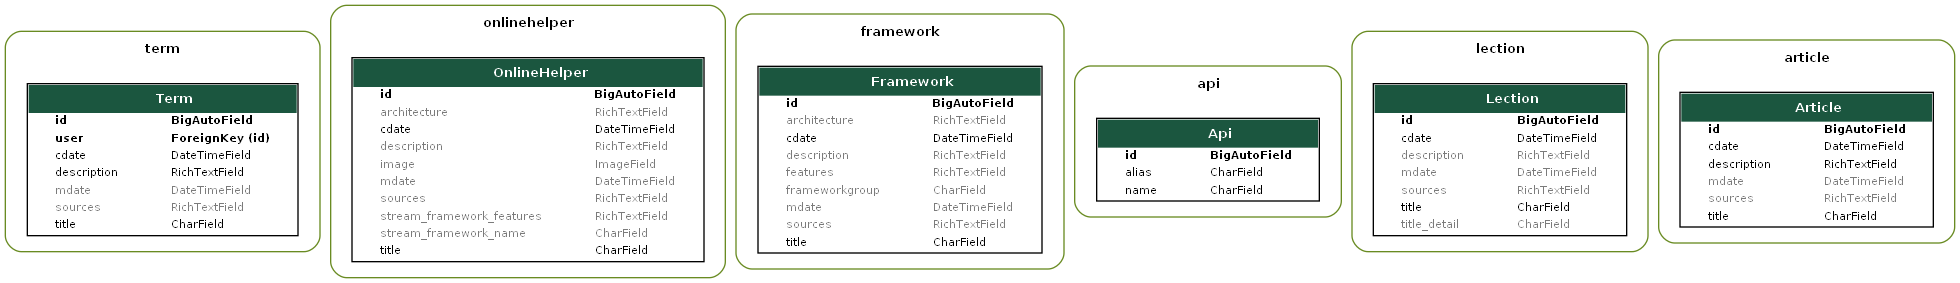 term
Term
id BigAutoField
user ForeignKey (id)
cdate DateTimeField
description RichTextField
mdate DateTimeField
sources RichTextField
title CharField
onlinehelper
OnlineHelper
id BigAutoField
architecture RichTextField
cdate DateTimeField
description RichTextField
image ImageField
mdate DateTimeField
sources RichTextField
stream_framework_features RichTextField
stream_framework_name CharField
title CharField
framework
Framework
id BigAutoField
architecture RichTextField
cdate DateTimeField
description RichTextField
features RichTextField
frameworkgroup CharField
mdate DateTimeField
sources RichTextField
title CharField
api
Api
id BigAutoField
alias CharField
name CharField
lection
Lection
id BigAutoField
cdate DateTimeField
description RichTextField
mdate DateTimeField
sources RichTextField
title CharField
title_detail CharField
article
Article
id BigAutoField
cdate DateTimeField
description RichTextField
mdate DateTimeField
sources RichTextField
title CharField